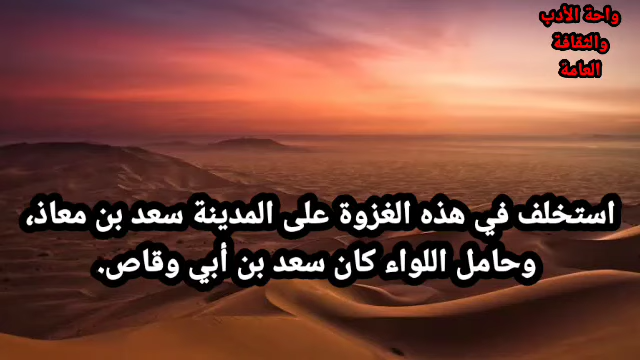 واحة الأدب
والثقافة
العامة
استخلف في هذه الغزوة على المدينة سعد بن معاذ،
وحامل اللواء كان سعد بن أبي وقاص.